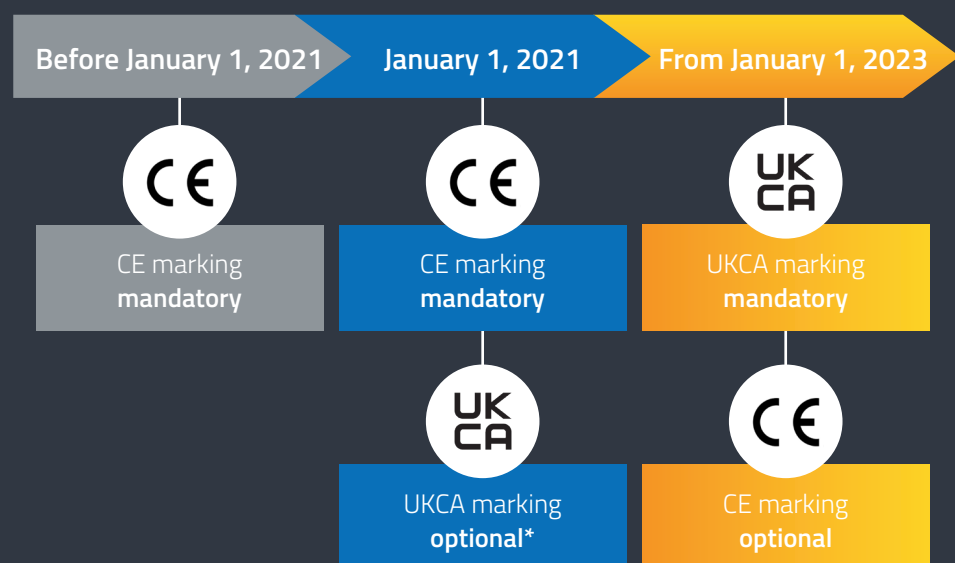 Before January 1, 2021
January 1, 2021
From January 1, 2023
CE
CE
UK
CA
CE marking
mandatory
CE marking
mandatory
UKCA marking
mandatory
UK
CA
CE
UKCA marking
optional*
CE marking
optional